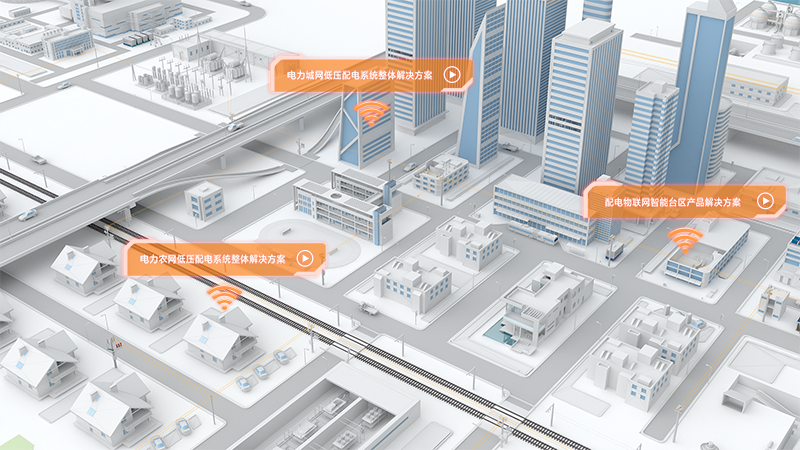 电力城网低压配电系统整体解决方案
配电物联网智能台区产品解决方案
电力农网低压配电系统整体解决方案